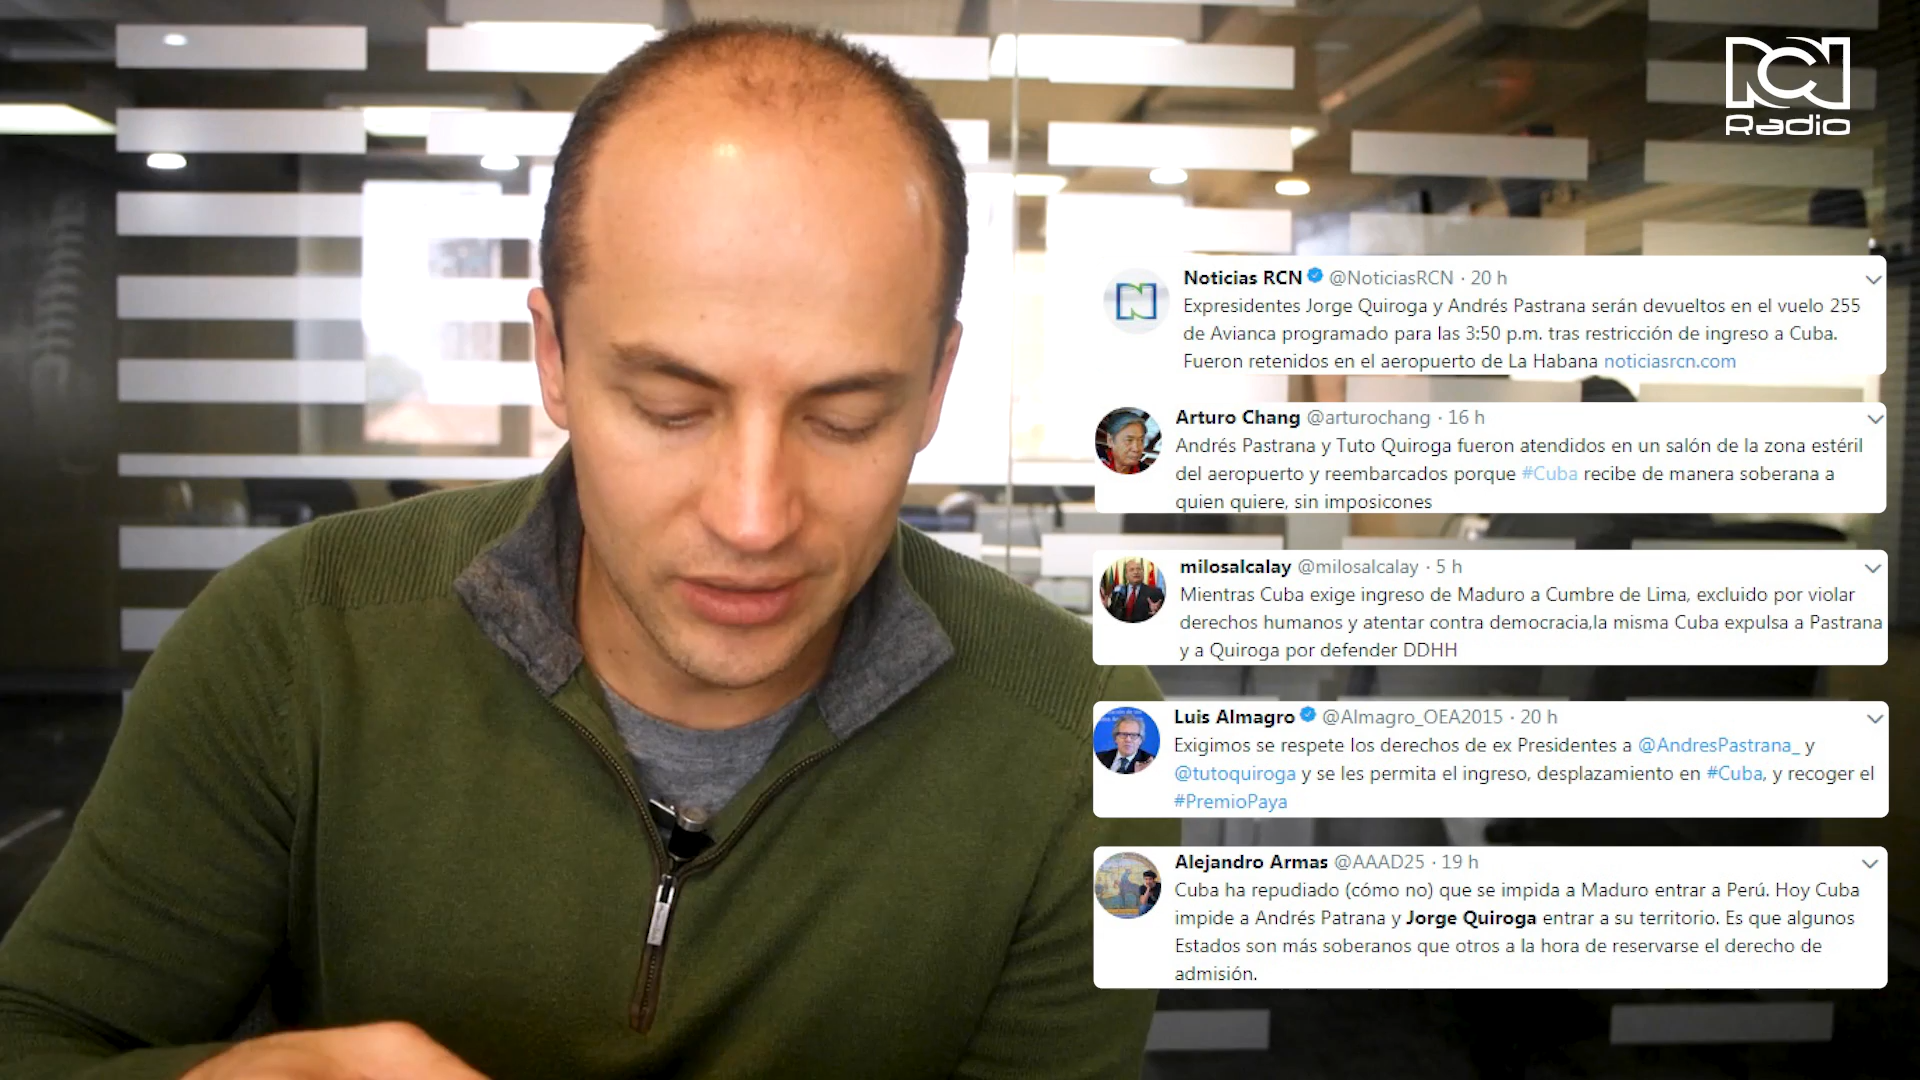 RCN
Radio
Noticias RCN @NoticiasRCN · 20 h
Expresidentes Jorge Quiroga y Andrés Pastrana serán devueltos en el vuelo 255
de Avianca programado para las 3:50 p.m. tras restricción de ingreso a Cuba.
Fueron retenidos en el aeropuerto de La Habana noticiasrcn.com
Arturo Chang @arturochang · 16 h
Andrés Pastrana y Tuto Quiroga fueron atendidos en un salón de la zona estéril
del aeropuerto y reembarcados porque #Cuba recibe de manera soberana a
quien quiere, sin imposicones
milosalcalay @milosalcalay · 5 h
Mientras Cuba exige ingreso de Maduro a Cumbre de Lima, excluido por violar
derechos humanos y atentar contra democracia,la misma Cuba expulsa a Pastrana
y a Quiroga por defender DDHH
Luis Almagro @Almagro_OEA2015 · 20 h
Exigimos se respete los derechos de ex Presidentes a @AndresPastrana_ y
@tutoquiroga y se les permita el ingreso, desplazamiento en #Cuba, y recoger el
#PremioPaya
Alejandro Armas @AAAD25 · 19 h
Cuba ha repudiado (cómo no) que se impida a Maduro entrar a Perú. Hoy Cuba
impide a Andrés Patrana y Jorge Quiroga entrar a su territorio. Es que algunos
Estados son más soberanos que otros a la hora de reservarse el derecho de
admisión.